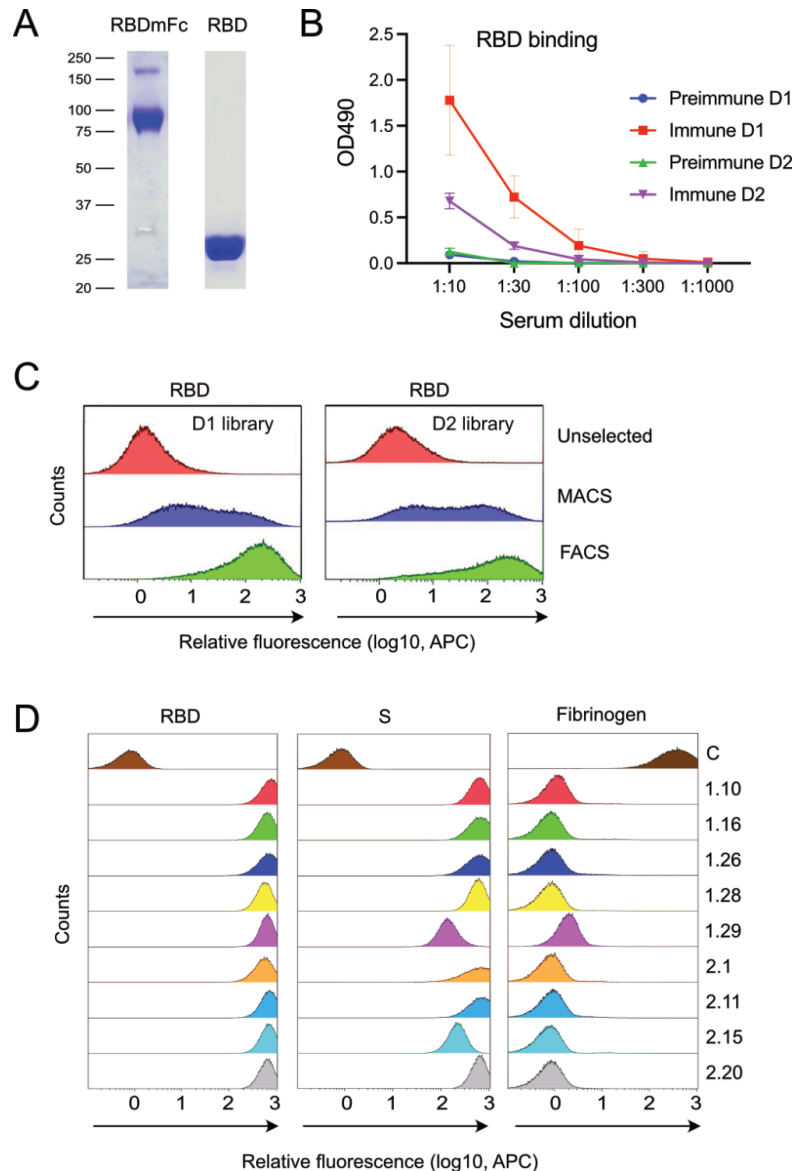 A
RBDmFc RBD
250
150
100
75
50
37
25
20
B
RBD binding
OD490
2.5
2.0
1.5
1.0
0.5
0.0
1:10 1:30 1:100 1:300 1:1000
Serum dilution
Preimmune D1
Immune D1
Preimmune D2
Immune D2
C
RBD RBD
D1 library D2 library
Unselected
MACS
FACS
Counts
0 1 2 3 0 1 2 3
Relative fluorescence (log10, APC)
D
RBD S Fibrinogen
C
1.10
1.16
1.26
1.28
1.29
2.1
2.11
2.15
2.20
Counts
0 1 2 3 0 1 2 3 0 1 2 3
Relative fluorescence (log10, APC)